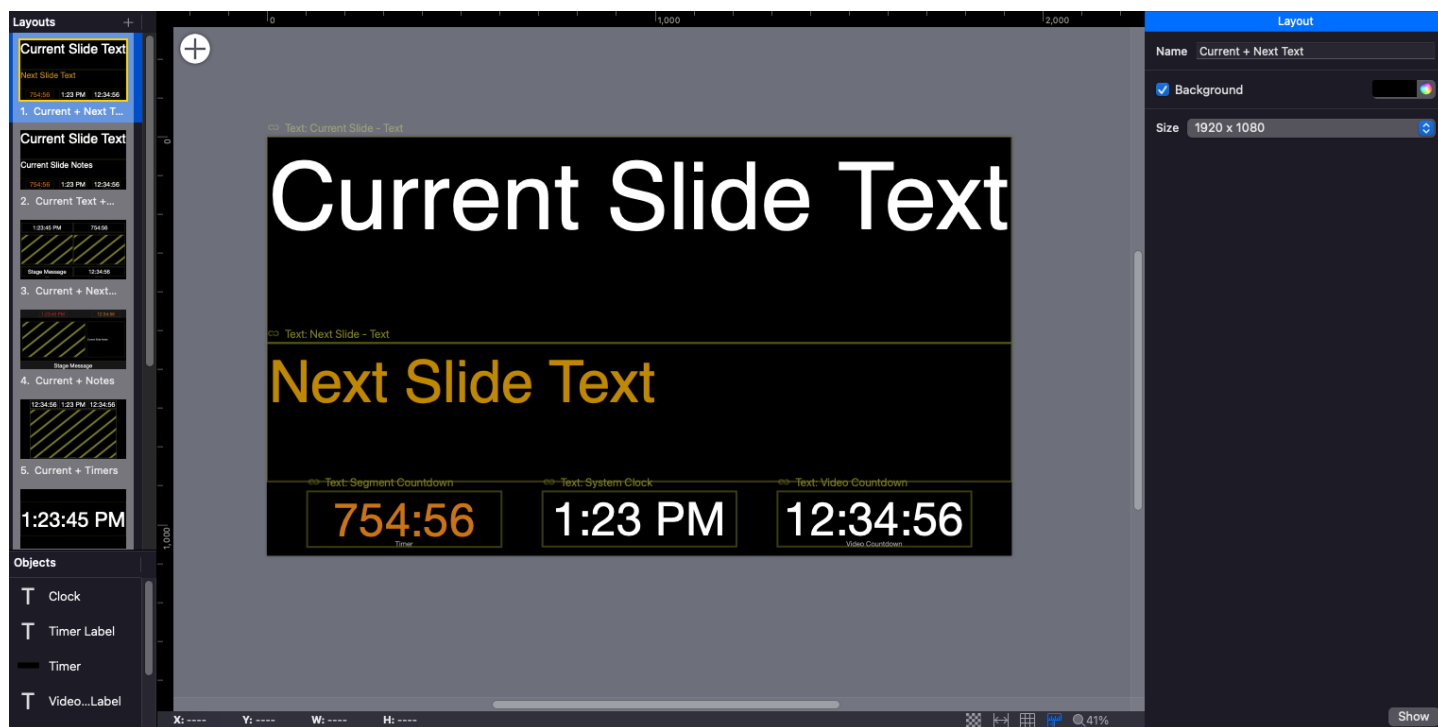 Layouts
Current Slide Text
Next Slide Text
754:56 1:23 PM 12:34:56
1. Current + Next T...
Current Slide Text
Current Slide Notes
754:56 1:23 PM 12:34:56
2. Current Text +...
1:23:45 PM 754:56
Stage Message 12:34:56
3. Current + Next...
Stage Message
4. Current + Notes
12:34:56 1:23 PM 12:34:56
5. Current + Timers
1:23:45 PM
Objects
Clock
Timer Label
Timer
Video...Label
0 1,000 2,000
0
1,000
Text: Current Slide - Text
Current Slide Text
Text: Next Slide - Text
Next Slide Text
Text: Segment Countdown Text: System Clock Text: Video Countdown
754:56 1:23 PM 12:34:56
Timer Video Countdown
X: ---- Y: ---- W: ---- H: ---- 41%
Layout
Name Current + Next Text
Background
Size 1920 x 1080
Show